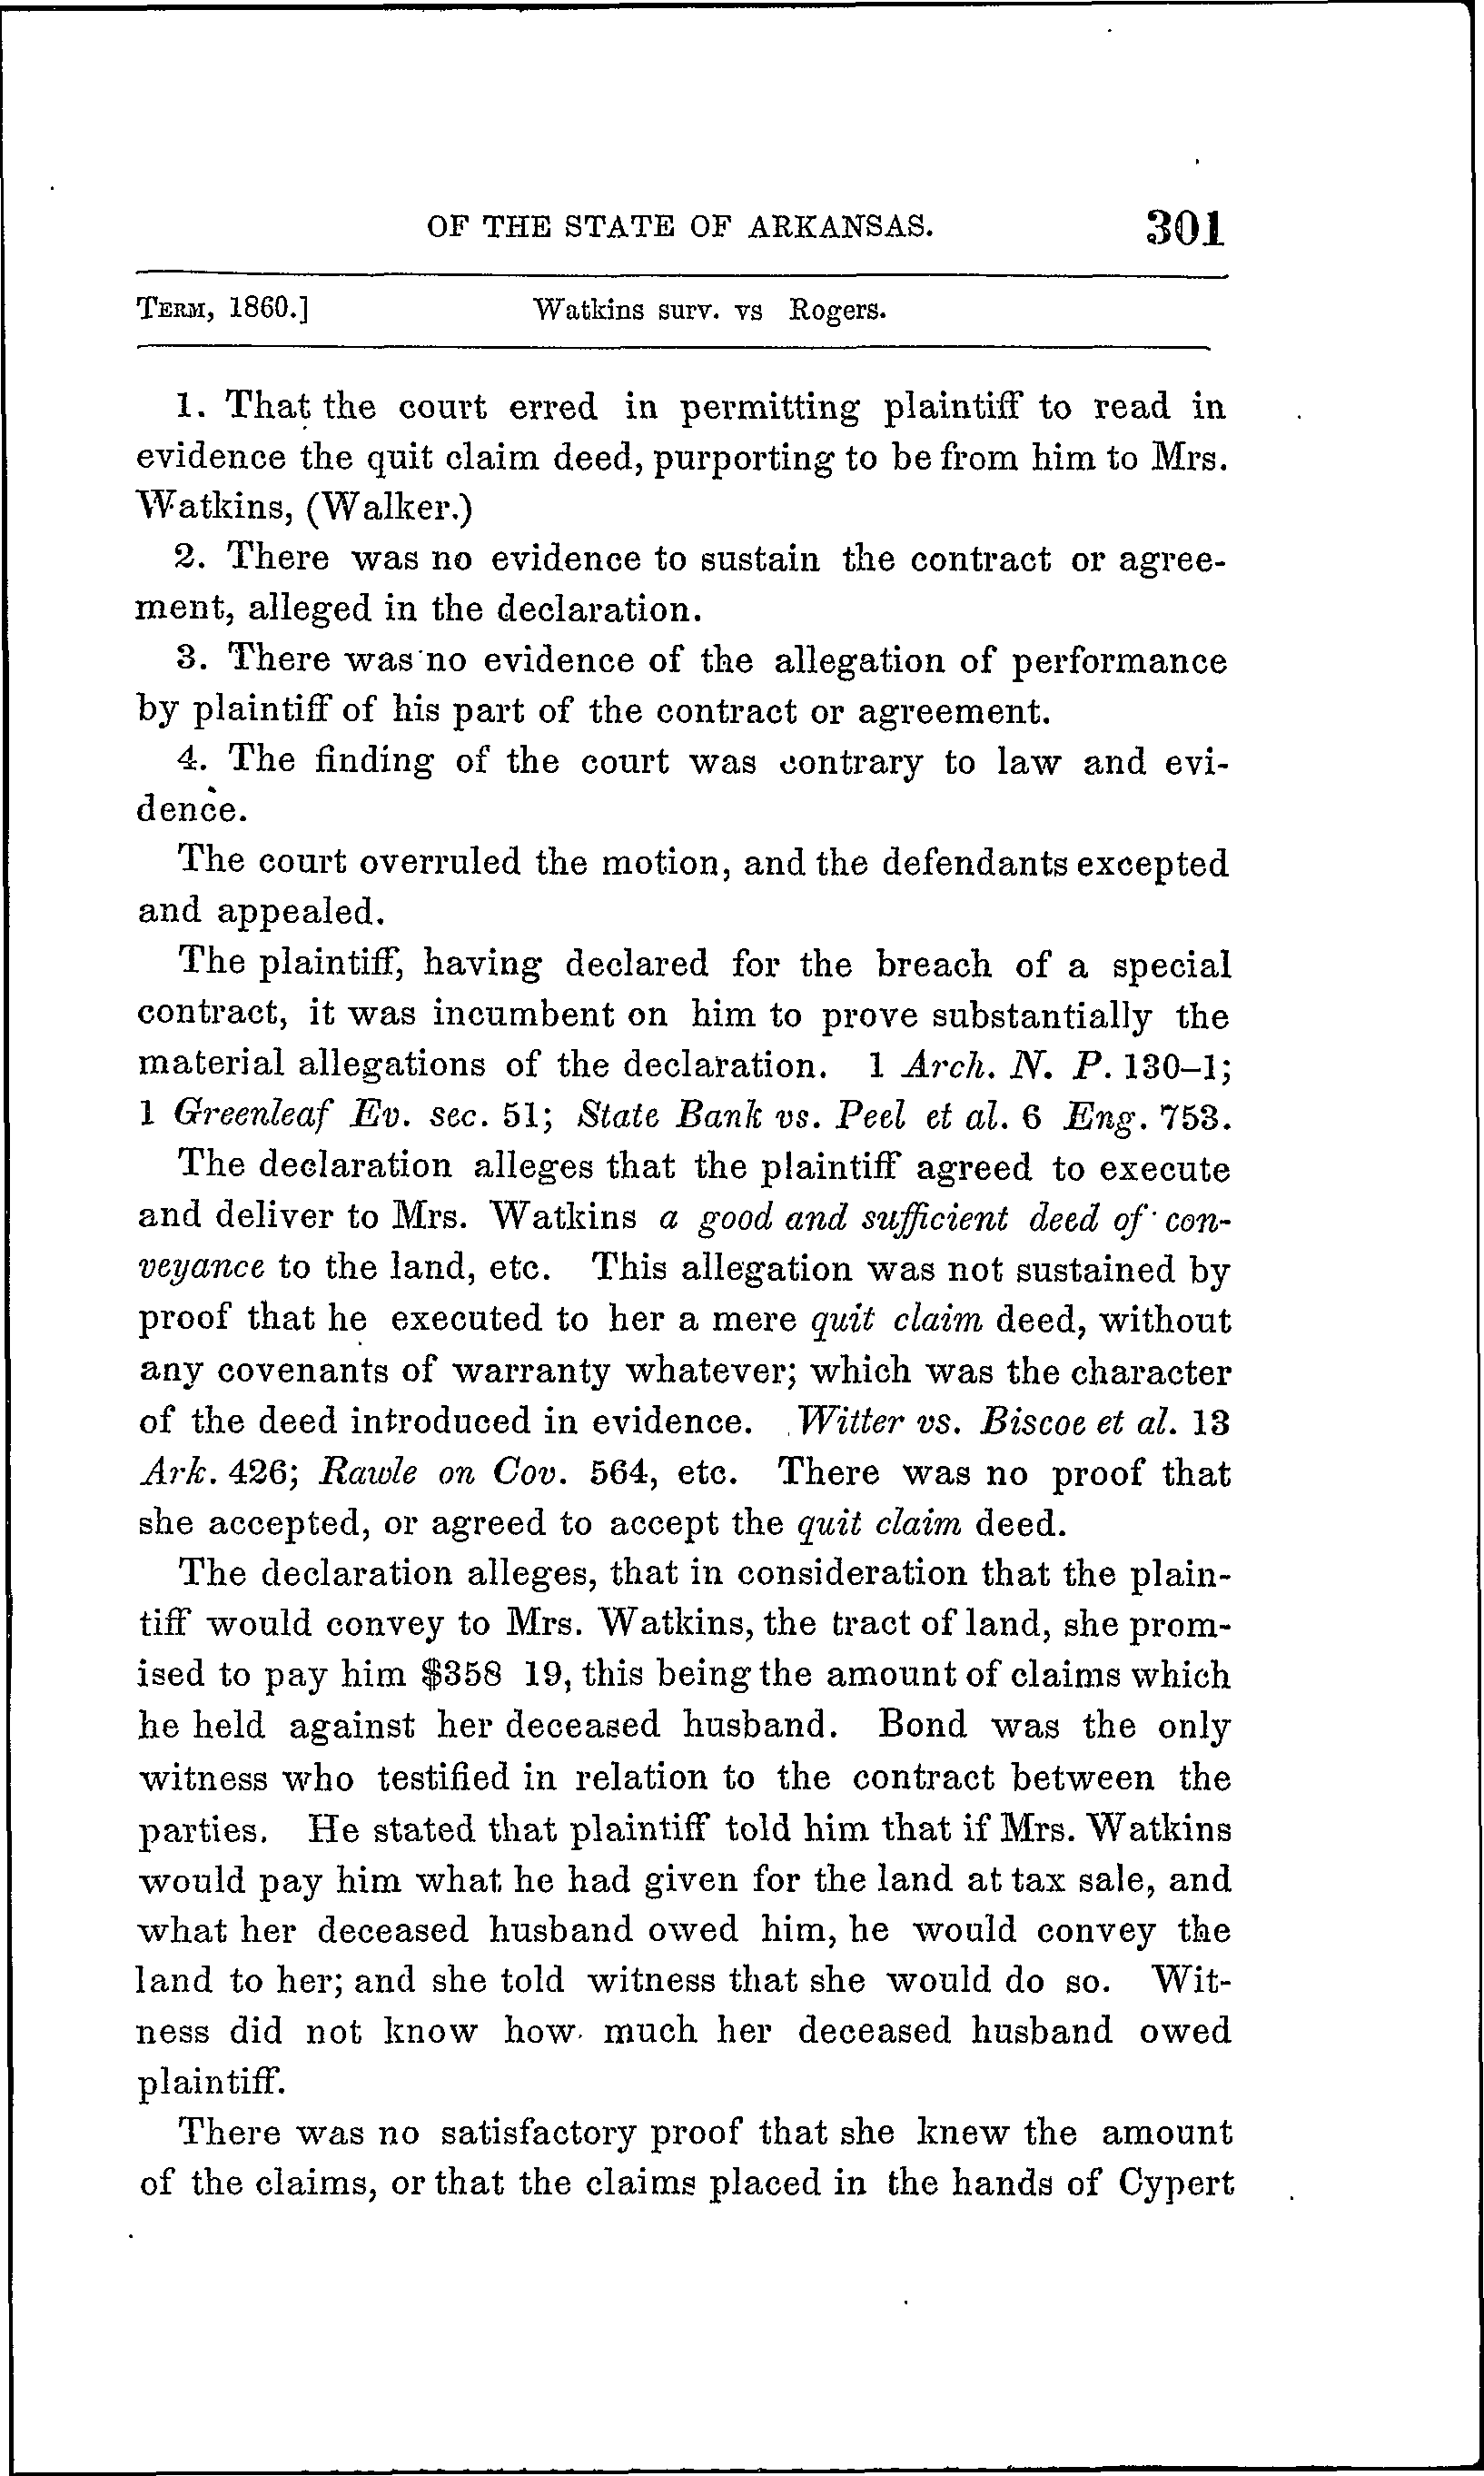 OF THE STATE OF ARKANSAS. 301
TERM, 1860.] Watkins surv. vs Rogers.
1. That the court erred in permitting plaintiff to read in
evidence the quit claim deed, purporting to be from him to Mrs.
Watkins, (Walker.)
2. There was no evidence to sustain the contract or agree-
ment, alleged in the declaration.
3. There was no evidence of the allegation of performance
by plaintiff of his part of the contract or agreement.
4. The finding of the court was contrary to law and evi-
dence.
The court overruled the motion, and the defendants excepted
and appealed.
The plaintiff, having declared for the breach of a special
contract, it was incumbent on him to prove substantially the
material allegations of the declaration. 1 Arch. N. P. 130–1;
1 Greenleaf Ev. sec. 51; State Bank vs. Peel et al. 6 Eng. 753.
The declaration alleges that the plaintiff agreed to execute
and deliver to Mrs. Watkins a good and sufficient deed of con-
veyance to the land, etc. This allegation was not sustained by
proof that he executed to her a mere quit claim deed, without
any covenants of warranty whatever; which was the character
of the deed introduced in evidence. Witter vs. Biscoe et al. 13
Ark. 426; Rawle on Cov. 564, etc. There was no proof that
she accepted, or agreed to accept the quit claim deed.
The declaration alleges, that in consideration that the plain-
tiff would convey to Mrs. Watkins, the tract of land, she prom-
ised to pay him $358 19, this being the amount of claims which
he held against her deceased husband. Bond was the only
witness who testified in relation to the contract between the
parties. He stated that plaintiff told him that if Mrs. Watkins
would pay him what he had given for the land at tax sale, and
what her deceased husband owed him, he would convey the
land to her; and she told witness that she would do so. Wit-
ness did not know how much her deceased husband owed
plaintiff.
There was no satisfactory proof that she knew the amount
of the claims, or that the claims placed in the hands of Cypert